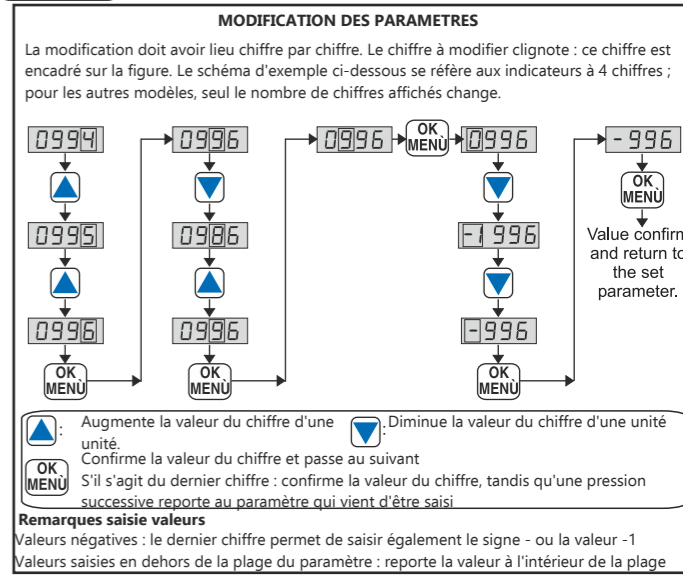 MODIFICATION DES PARAMETRES
La modification doit avoir lieu chiffre par chiffre. Le chiffre à modifier clignote : ce chiffre est
encadré sur la figure. Le schéma d'exemple ci-dessous se réfère aux indicateurs à 4 chiffres ;
pour les autres modèles, seul le nombre de chiffres affichés change.
0994
0995
0996
OK
MENÙ
0996
0986
0996
OK
MENÙ
0996
OK
MENÙ
0996
-1996
-996
OK
MENÙ
-996
OK
MENÙ
Value confirm
and return to
the set
parameter.
: Augmente la valeur du chiffre d'une
unité.
: Diminue la valeur du chiffre d'une unité
OK
MENÙ
Confirme la valeur du chiffre et passe au suivant
S'il s'agit du dernier chiffre : confirme la valeur du chiffre, tandis qu'une pression
successive reporte au paramètre qui vient d'être saisi
Remarques saisie valeurs
Valeurs négatives : le dernier chiffre permet de saisir également le signe - ou la valeur -1
Valeurs saisies en dehors de la plage du paramètre : reporte la valeur à l'intérieur de la plage